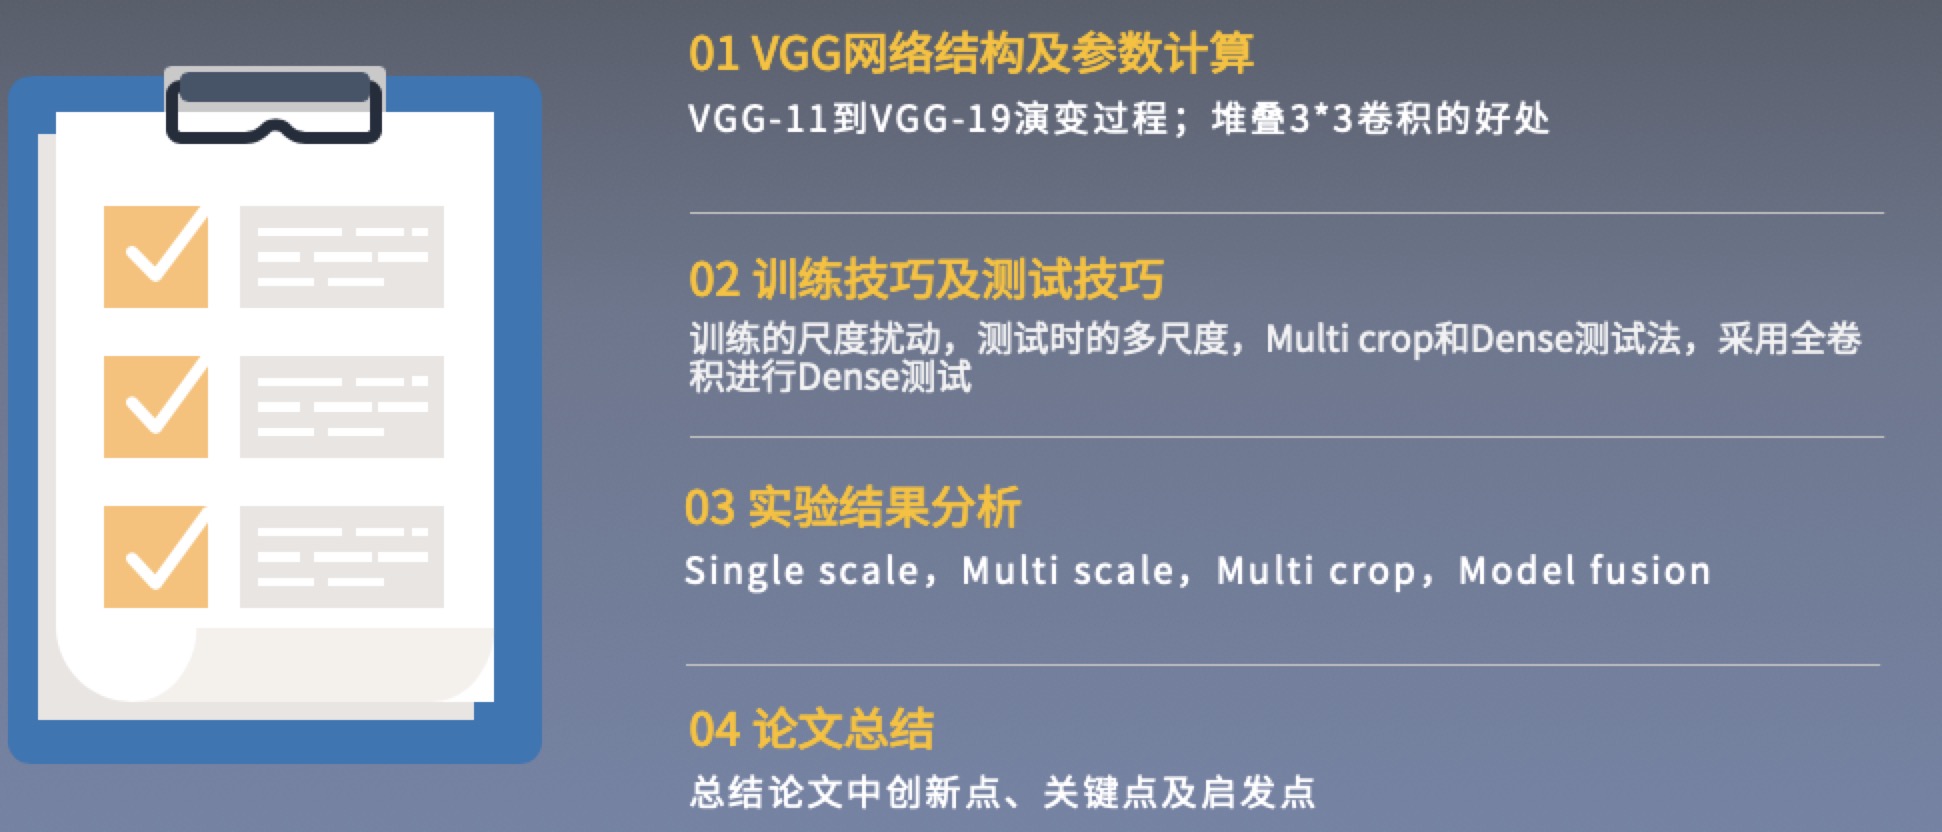 01 VGG网络结构及参数计算
VGG-11到VGG-19演变过程；堆叠3*3卷积的好处
02 训练技巧及测试技巧
训练的尺度扰动，测试时的多尺度，Multi crop和Dense测试法，采用全卷
积进行Dense测试
03 实验结果分析
Single scale，Multi scale，Multi crop，Model fusion
04 论文总结
总结论文中创新点、关键点及启发点